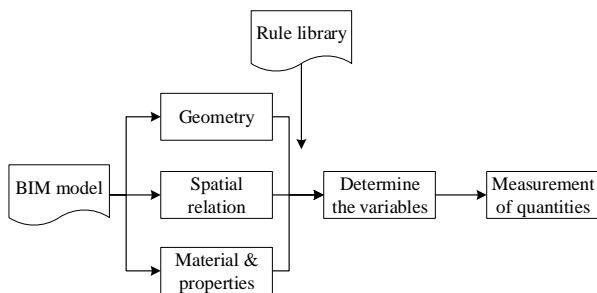 Rule library
Geometry
BIM model
Spatial
relation
Determine
the variables
Measurement
of quantities
Material &
properties